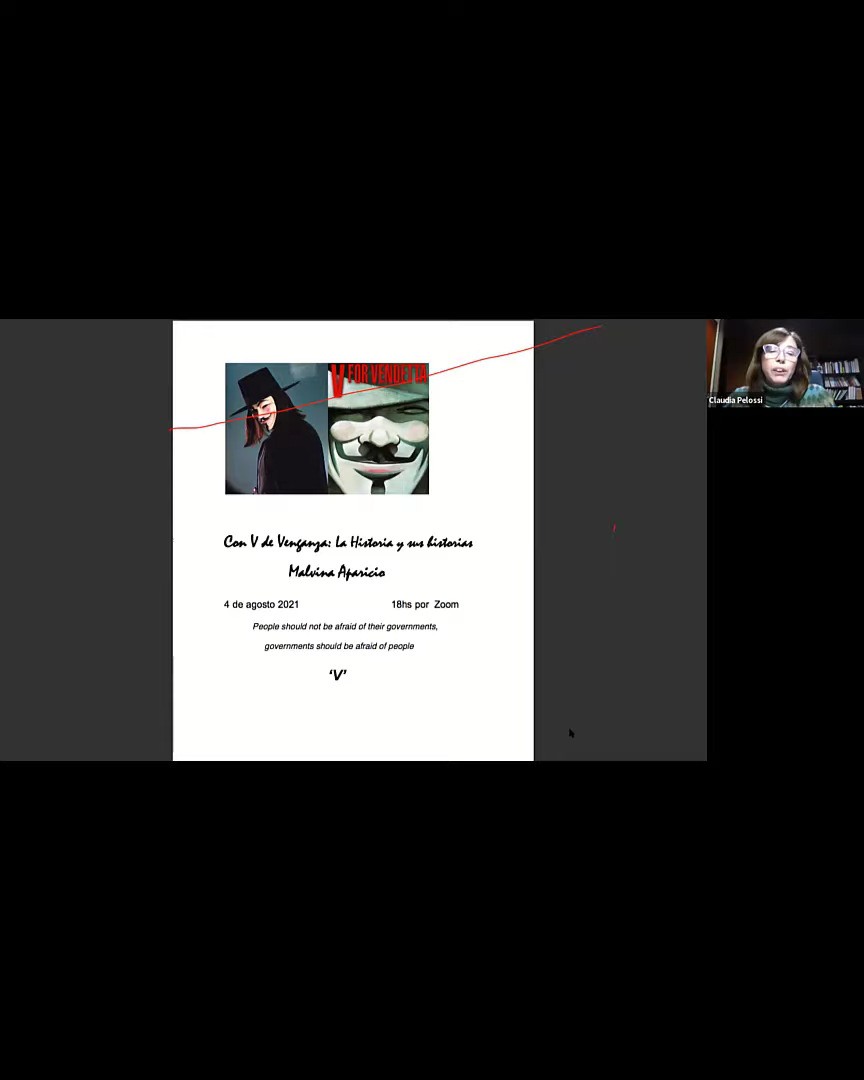 V FOR VENDETTA
Claudia Pelossi
Con V de Venganza: La Historia y sus historias
Malvina Aparicio
4 de agosto 2021 18hs por Zoom
People should not be afraid of their governments,
governments should be afraid of people
‘V’